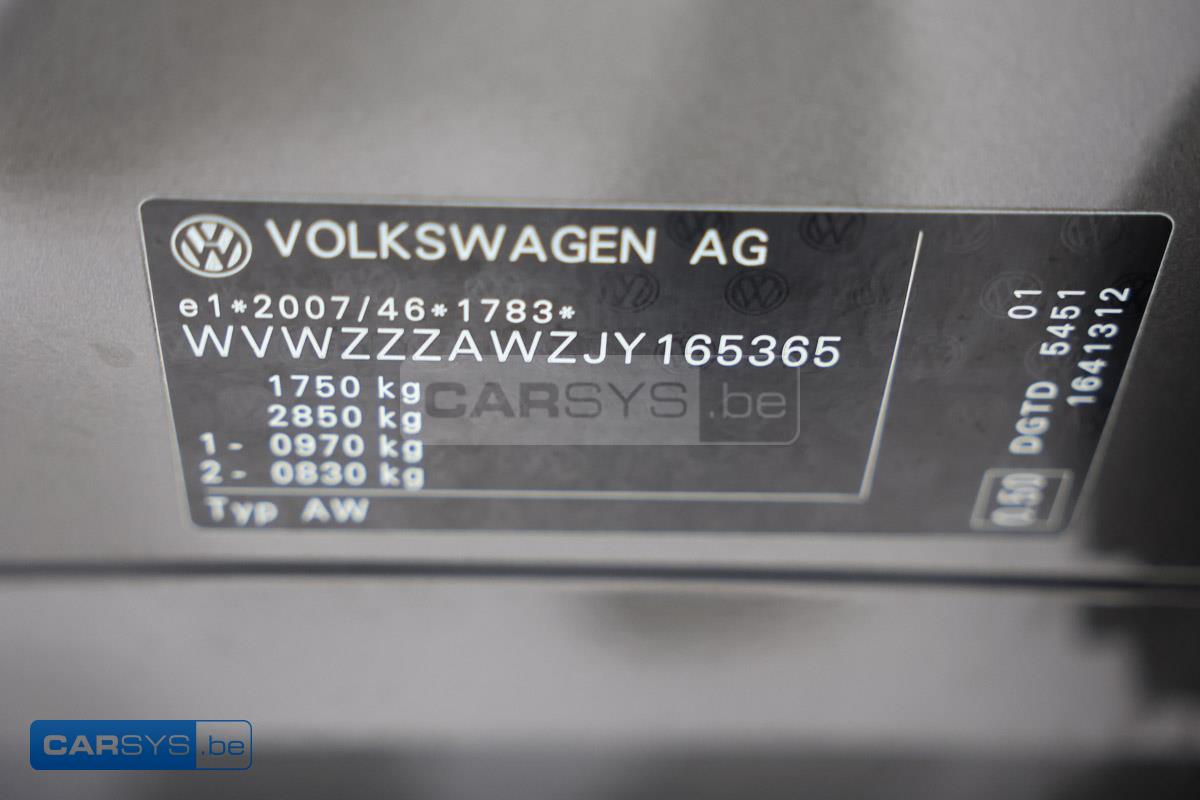 VOLKSWAGEN AG
e1*2007/46*1783*
WVWZZZAWZJY165365
1750 kg
2850 kg
1- 0970 kg
2- 0830 kg
Typ AW
01
DGTD 5451
1641312
0.50
CARSYS.be
CARSYS.be